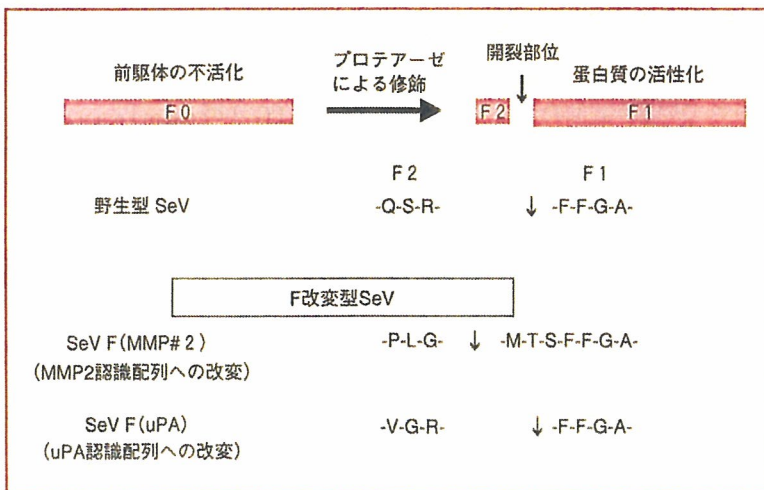 前駆体の不活化
プロテアーゼ
による修飾
開裂部位
↓
蛋白質の活性化
F0
F2
F1
F2
F1
野生型 SeV
-Q-S-R-
↓ -F-F-G-A-
F改変型SeV
SeV F(MMP#2)
-P-L-G- ↓ -M-T-S-F-F-G-A-
(MMP2認識配列への改変)
SeV F(uPA)
-V-G-R-
↓ -F-F-G-A-
(uPA認識配列への改変)